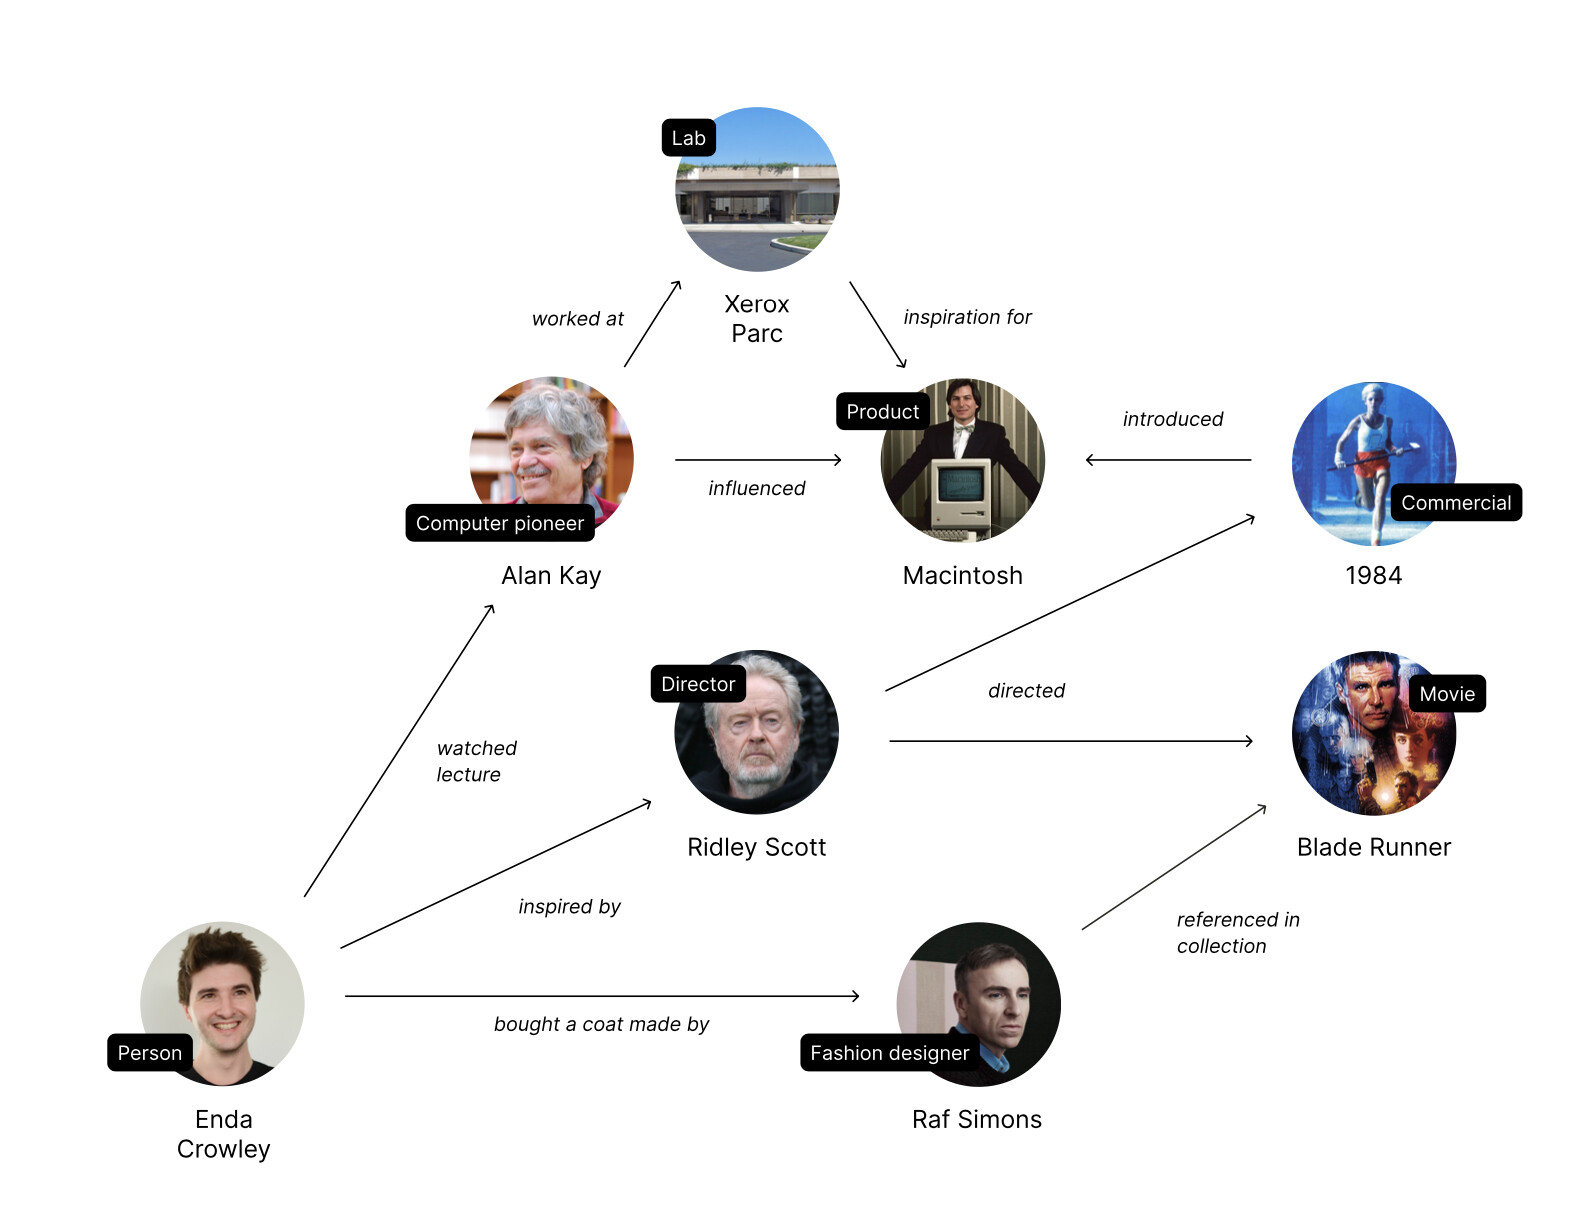 Lab
Xerox
Parc
worked at
inspiration for
Product
introduced
Computer pioneer
influenced
Commercial
Alan Kay
Macintosh
1984
Director
directed
Movie
watched
lecture
Ridley Scott
Blade Runner
inspired by
referenced in
collection
bought a coat made by
Person
Fashion designer
Enda
Crowley
Raf Simons